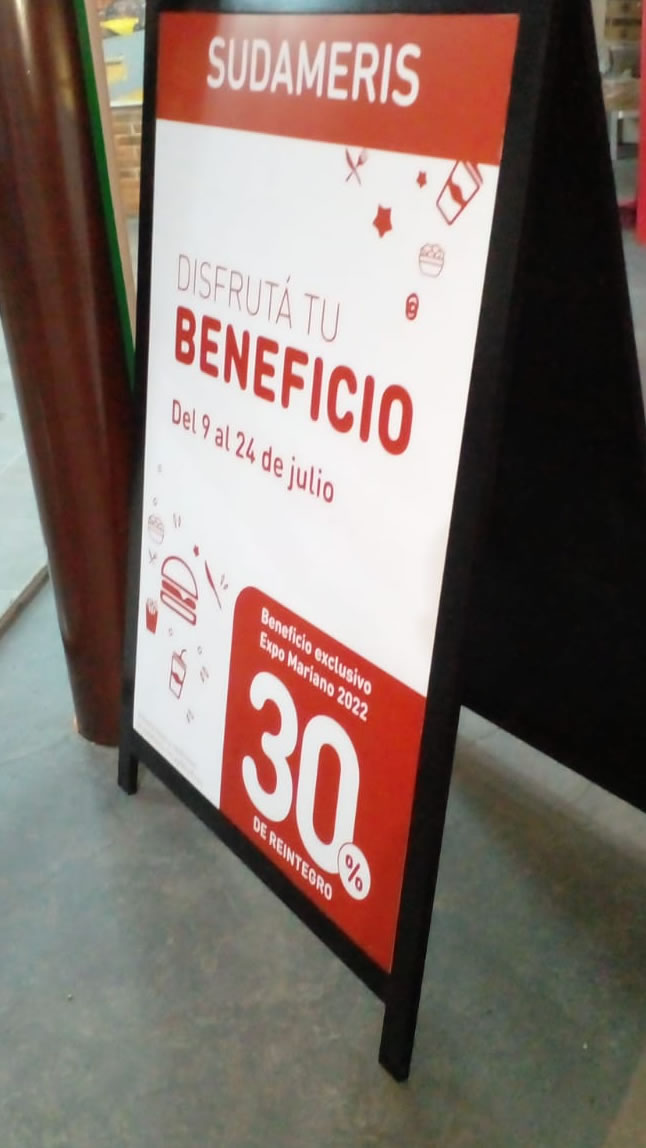 SUDAMERIS
DISFRUTÁ TU
BENEFICIO
Del 9 al 24 de julio
Beneficio exclusivo
Expo Mariano 2022
30%
DE REINTEGRO